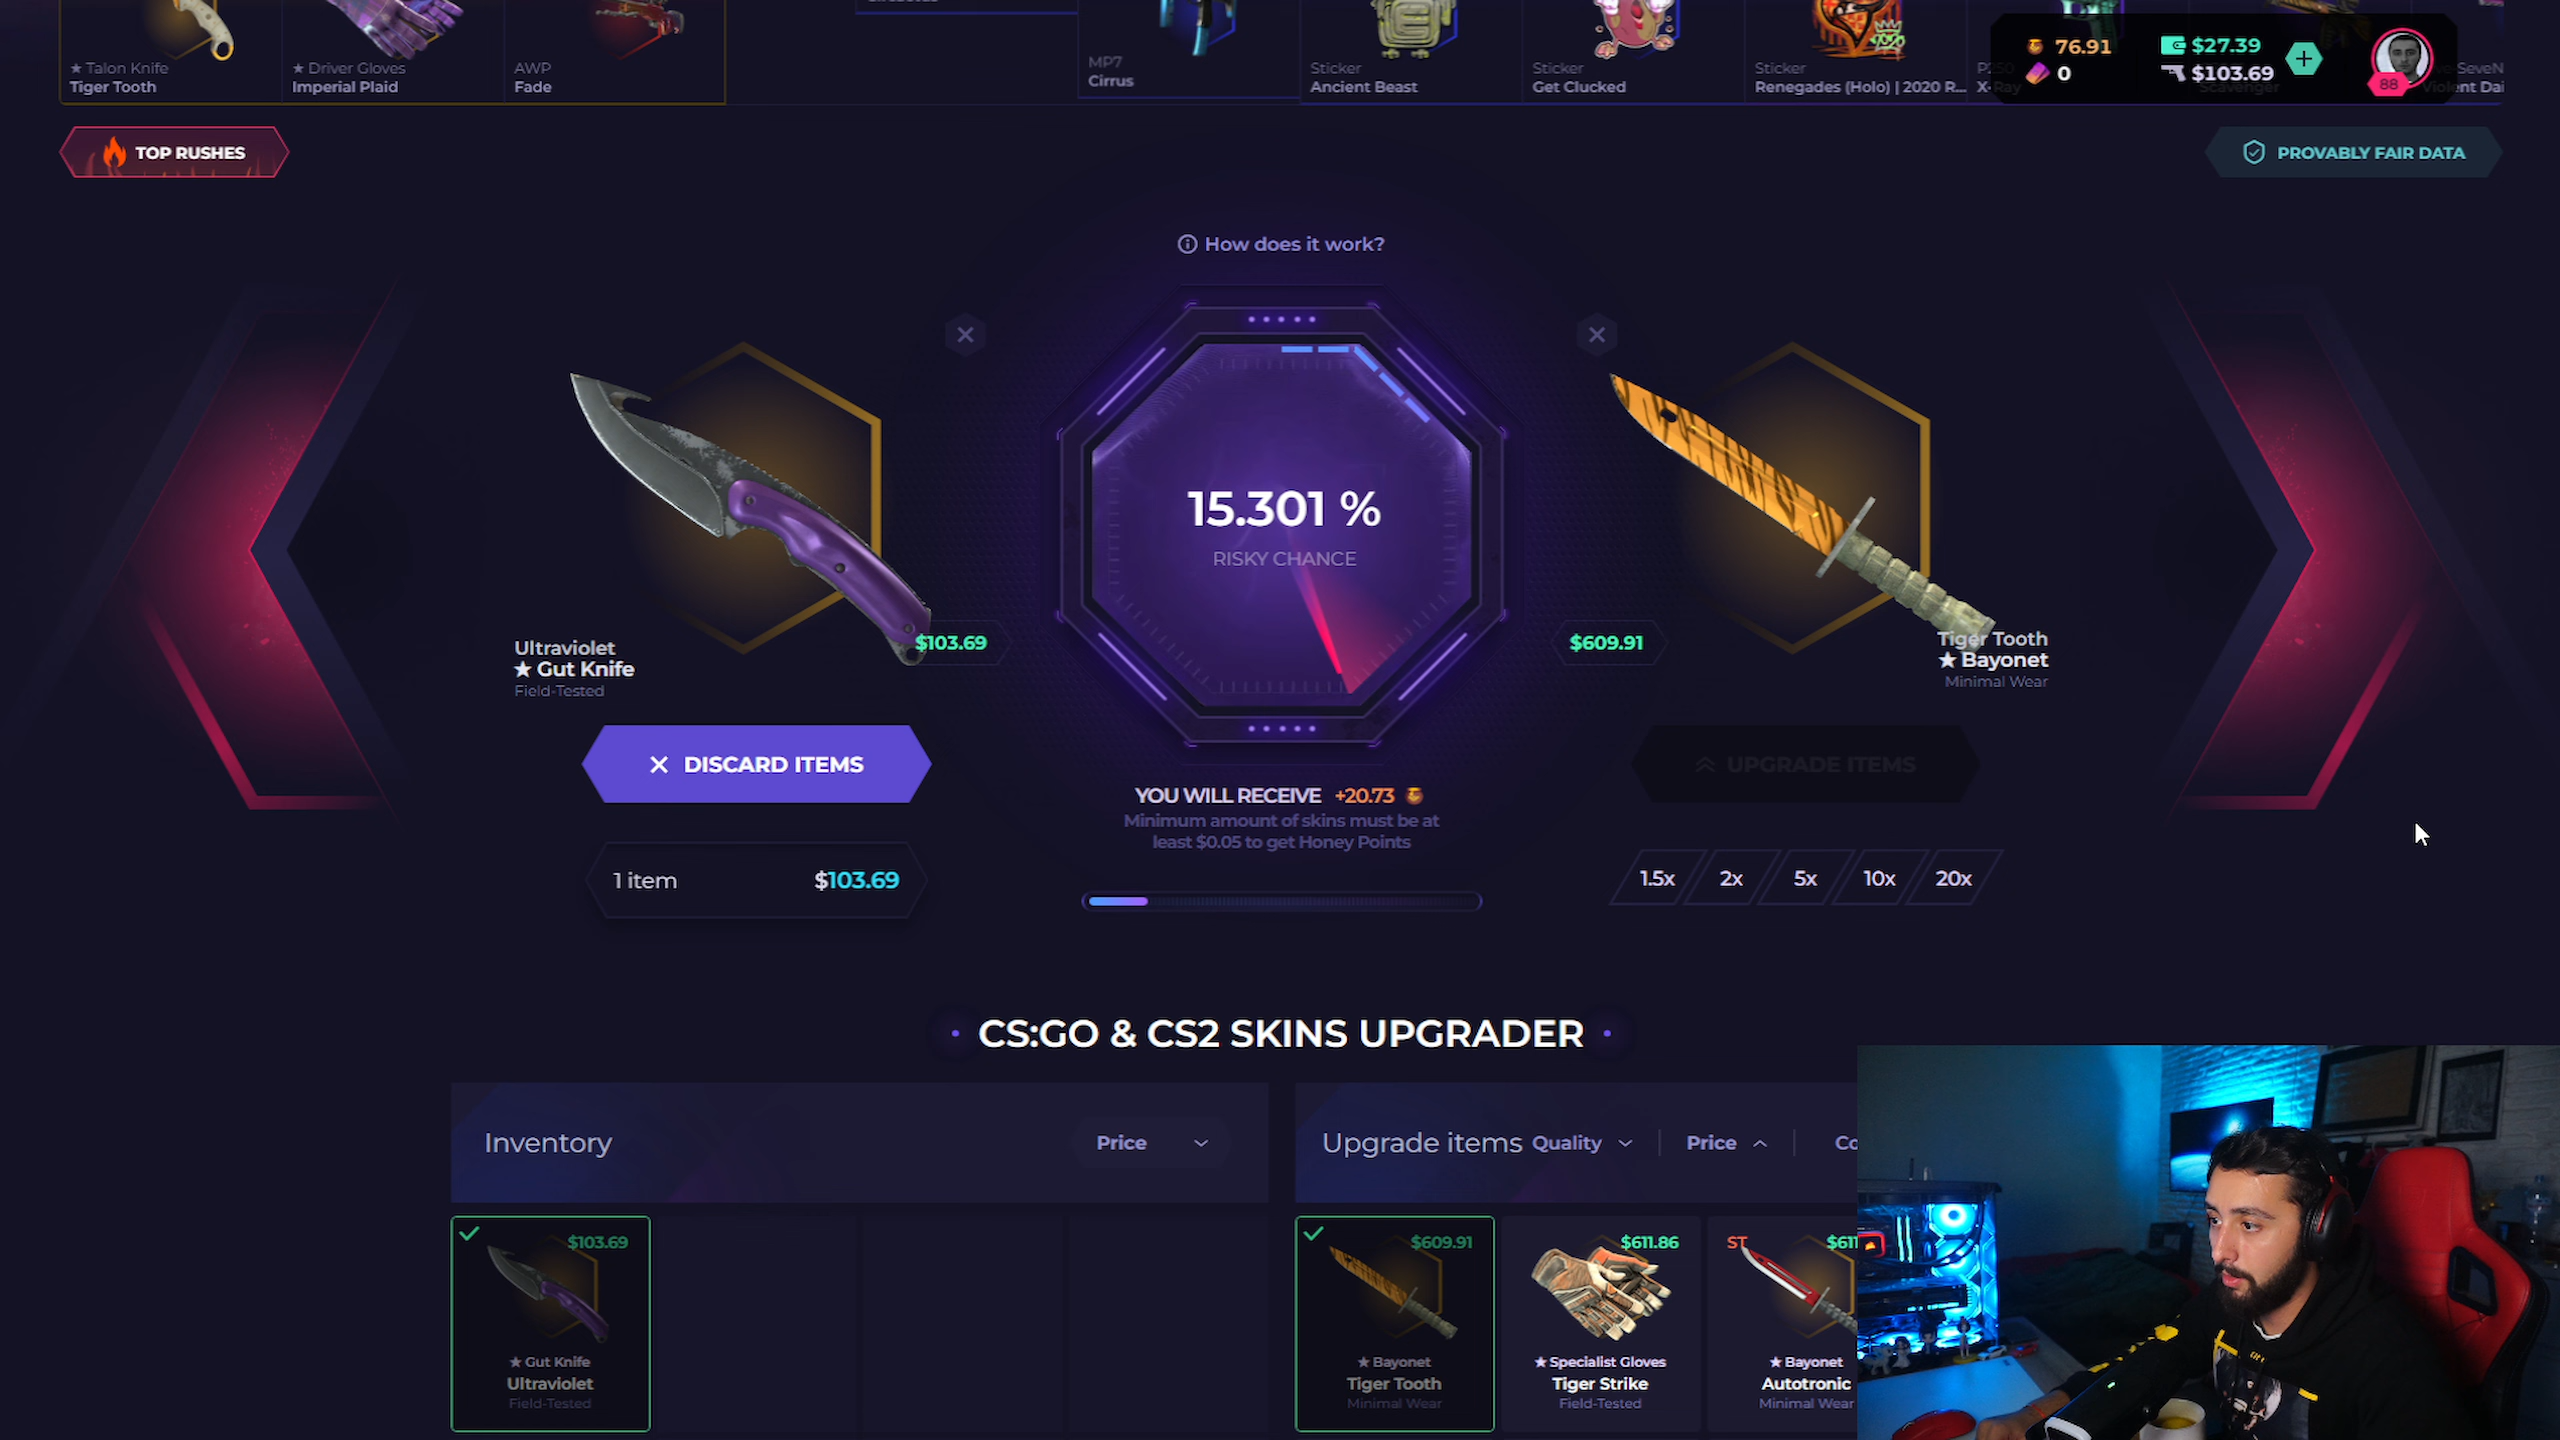 ★ Talon Knife
Tiger Tooth
★ Driver Gloves
Imperial Plaid
AWP
Fade
MP7
Cirrus
Sticker
Ancient Beast
Sticker
Get Clucked
Sticker
Renegades (Holo) | 2020 R...
76.91
0
$27.39
$103.69
88
TOP RUSHES
PROVABLY FAIR DATA
How does it work?
15.301 %
RISKY CHANCE
$103.69
$609.91
Ultraviolet
★ Gut Knife
Field-Tested
Tiger Tooth
★ Bayonet
Minimal Wear
DISCARD ITEMS
UPGRADE ITEMS
YOU WILL RECEIVE +20.73
Minimum amount of skins must be at
least $0.05 to get Honey Points
1 item $103.69
1.5x 2x 5x 10x 20x
CS:GO & CS2 SKINS UPGRADER
Inventory
Price
Upgrade items
Quality
Price
Co
$103.69
★ Gut Knife
Ultraviolet
Field-Tested
$609.91
★ Bayonet
Tiger Tooth
Minimal Wear
$611.86
★ Specialist Gloves
Tiger Strike
Field-Tested
ST
$611
★ Bayonet
Autotronic
Minimal Wear